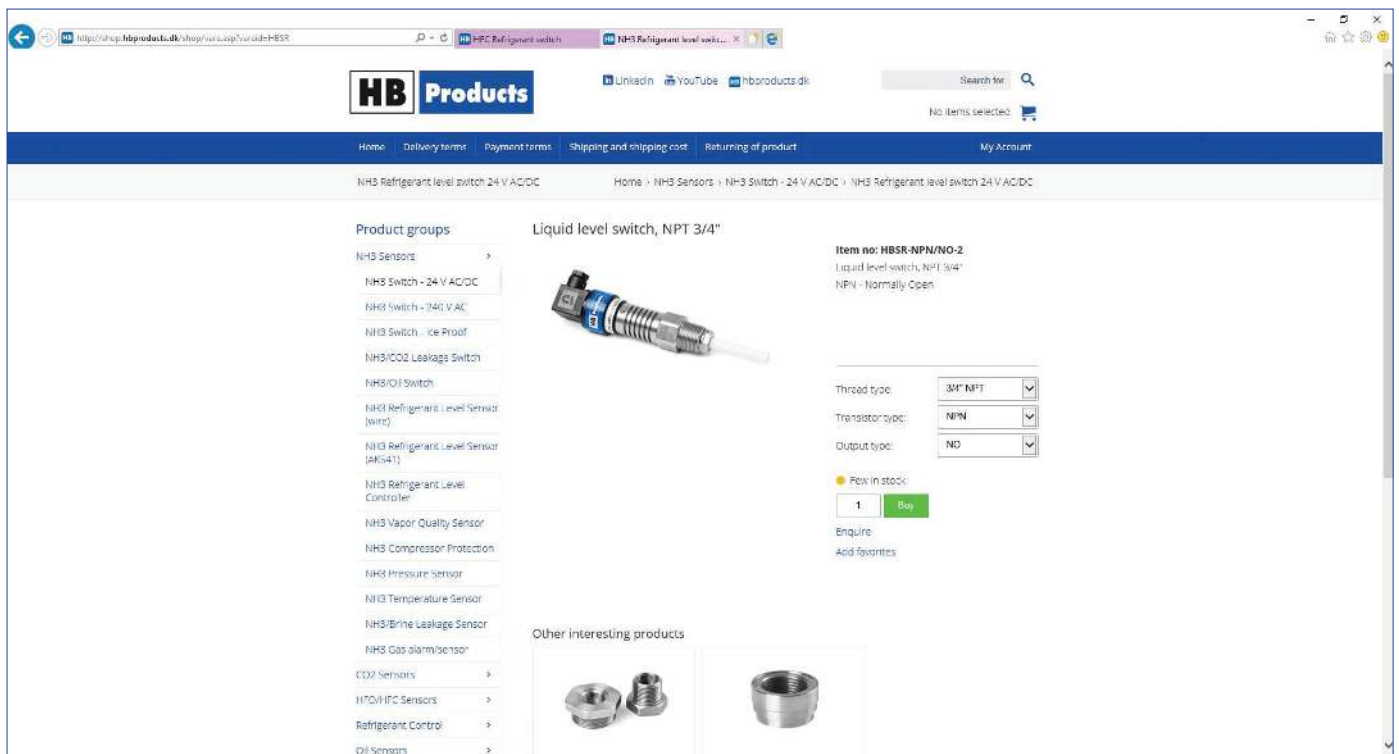 http://shop.hbproducts.dk/shop/vare.asp?vareid=HBSR
HFC Refrigerant switch
NH3 Refrigerant level switc...
HB Products
LinkedIn YouTube hbproducts.dk
Search for
No items selected
Home Delivery terms Payment terms Shipping and shipping cost Returning of product My Account
NH3 Refrigerant level switch 24 V AC/DC
Home › NH3 Sensors › NH3 Switch - 24 V AC/DC › NH3 Refrigerant level switch 24 V AC/DC
Product groups
NH3 Sensors
NH3 Switch - 24 V AC/DC
NH3 Switch - 240 V AC
NH3 Switch - Ice Proof
NH3/CO2 Leakage Switch
NH3/Oil Switch
NH3 Refrigerant Level Sensor
(wire)
NH3 Refrigerant Level Sensor
(AKS41)
NH3 Refrigerant Level
Controller
NH3 Vapor Quality Sensor
NH3 Compressor Protection
NH3 Pressure Sensor
NH3 Temperature Sensor
NH3/Brine Leakage Sensor
NH3 Gas alarm/sensor
CO2 Sensors
HFO/HFC Sensors
Refrigerant Control
Oil Sensors
Liquid level switch, NPT 3/4"
Item no: HBSR-NPN/NO-2
Liquid level switch, NPT 3/4"
NPN - Normally Open
Thread type: 3/4" NPT
Transistor type: NPN
Output type: NO
Few in stock
1 Buy
Enquire
Add favorites
Other interesting products